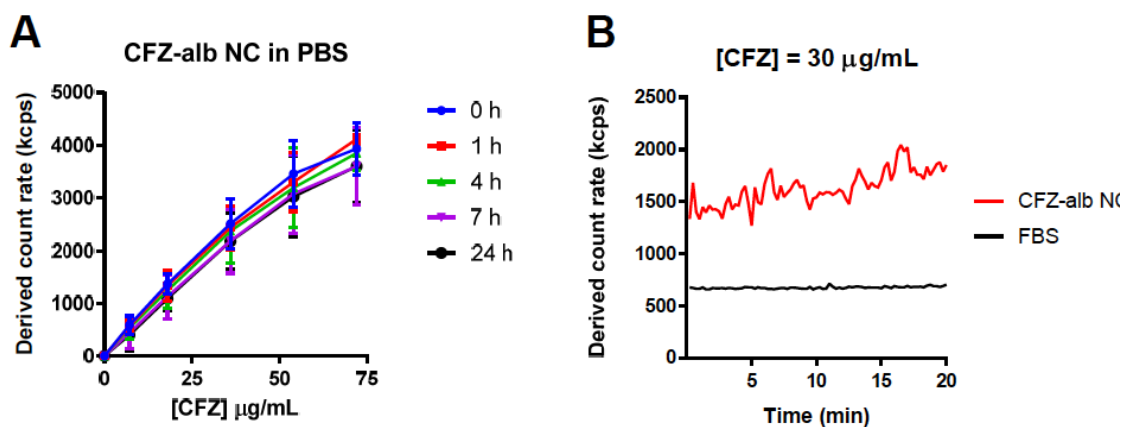 A
CFZ-alb NC in PBS
Derived count rate (kcps)
5000
4000
3000
2000
1000
0
0
25
50
75
[CFZ] μg/mL
0 h
1 h
4 h
7 h
24 h
B
[CFZ] = 30 μg/mL
Derived count rate (kcps)
2500
2000
1500
1000
500
0
5
10
15
20
Time (min)
CFZ-alb NC
FBS